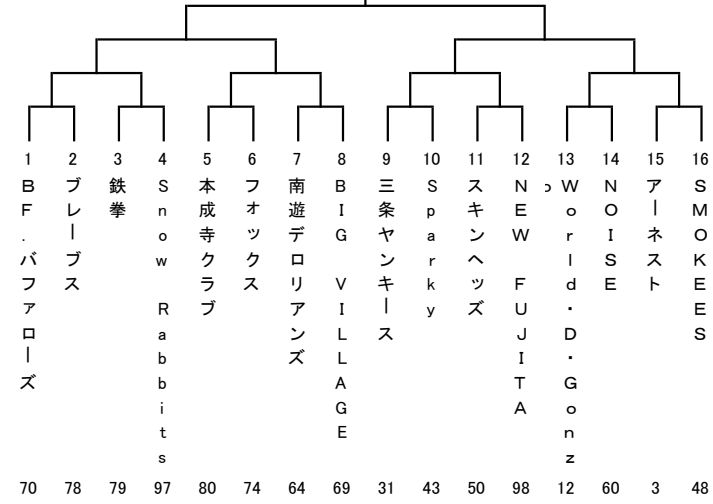 1 2 3 4 5 6 7 8 9 10 11 12 13 14 15 16
BF.バファローズ
ブレーブス
鉄拳
Snow Rabbits
本成寺クラブ
フオックス
南遊デロリアンズ
BIG VILLAGE
三条ヤンキース
Sparky
スキンヘッズ
NEW FUJITA
World・D・Gonzo
NOISE
アーネスト
SMOKEES
70 78 79 97 80 74 64 69 31 43 50 98 12 60 3 48